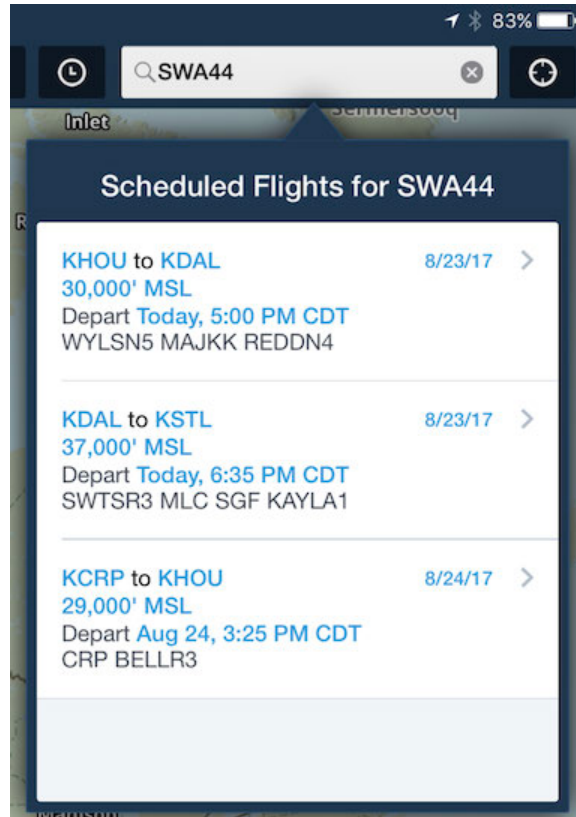 83%
SWA44
Inlet
Sermersooq
Scheduled Flights for SWA44
KHOU to KDAL 8/23/17
30,000' MSL
Depart Today, 5:00 PM CDT
WYLSN5 MAJKK REDDN4
KDAL to KSTL 8/23/17
37,000' MSL
Depart Today, 6:35 PM CDT
SWTSR3 MLC SGF KAYLA1
KCRP to KHOU 8/24/17
29,000' MSL
Depart Aug 24, 3:25 PM CDT
CRP BELLR3